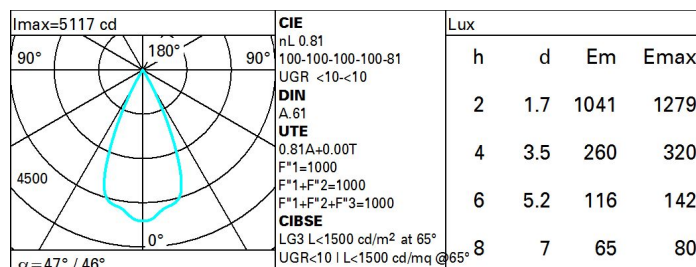 Imax=5117 cd
90°
180°
90°
4500
0°
α=47° / 46°
CIE
nL 0.81
100-100-100-100-81
UGR <10-<10
DIN
A.61
UTE
0.81A+0.00T
F"1=1000
F"1+F"2=1000
F"1+F"2+F"3=1000
CIBSE
LG3 L<1500 cd/m² at 65°
UGR<10 | L<1500 cd/mq @65°
Lux
h d Em Emax
2 1.7 1041 1279
4 3.5 260 320
6 5.2 116 142
8 7 65 80